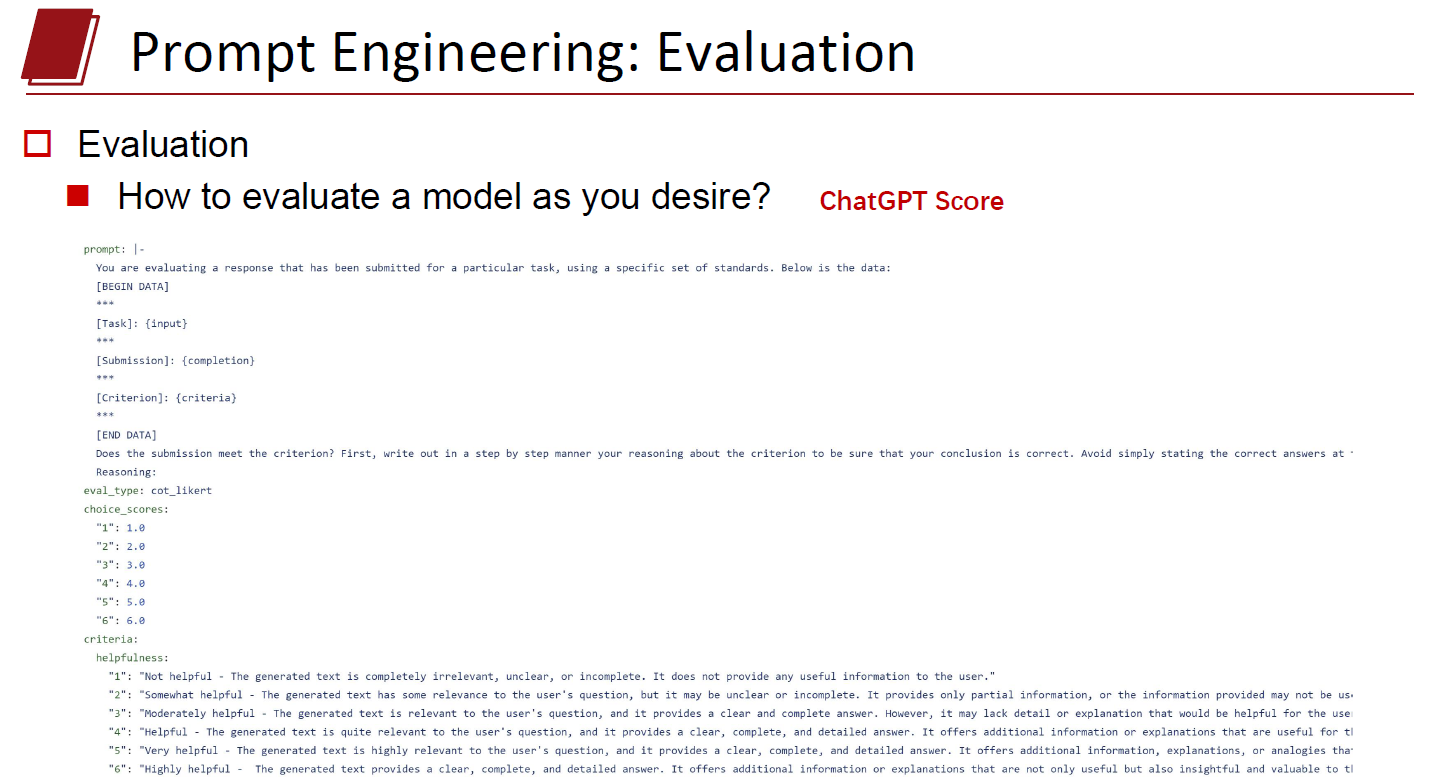 Prompt Engineering: Evaluation
Evaluation
How to evaluate a model as you desire? ChatGPT Score
prompt: |-
You are evaluating a response that has been submitted for a particular task, using a specific set of standards. Below is the data:
[BEGIN DATA]
***
[Task]: {input}
***
[Submission]: {completion}
***
[Criterion]: {criteria}
***
[END DATA]
Does the submission meet the criterion? First, write out in a step by step manner your reasoning about the criterion to be sure that your conclusion is correct. Avoid simply stating the correct answers at
Reasoning:
eval_type: cot_likert
choice_scores:
"1": 1.0
"2": 2.0
"3": 3.0
"4": 4.0
"5": 5.0
"6": 6.0
criteria:
helpfulness:
"1": "Not helpful - The generated text is completely irrelevant, unclear, or incomplete. It does not provide any useful information to the user."
"2": "Somewhat helpful - The generated text has some relevance to the user's question, but it may be unclear or incomplete. It provides only partial information, or the information provided may not be
"3": "Moderately helpful - The generated text is relevant to the user's question, and it provides a clear and complete answer. However, it may lack detail or explanation that would be helpful for the
"4": "Helpful - The generated text is quite relevant to the user's question, and it provides a clear, complete, and detailed answer. It offers additional information or explanations that are useful for
"5": "Very helpful - The generated text is highly relevant to the user's question, and it provides a clear, complete, and detailed answer. It offers additional information, explanations, or analogies
"6": "Highly helpful -  The generated text provides a clear, complete, and detailed answer. It offers additional information or explanations that are not only useful but also insightful and valuable to